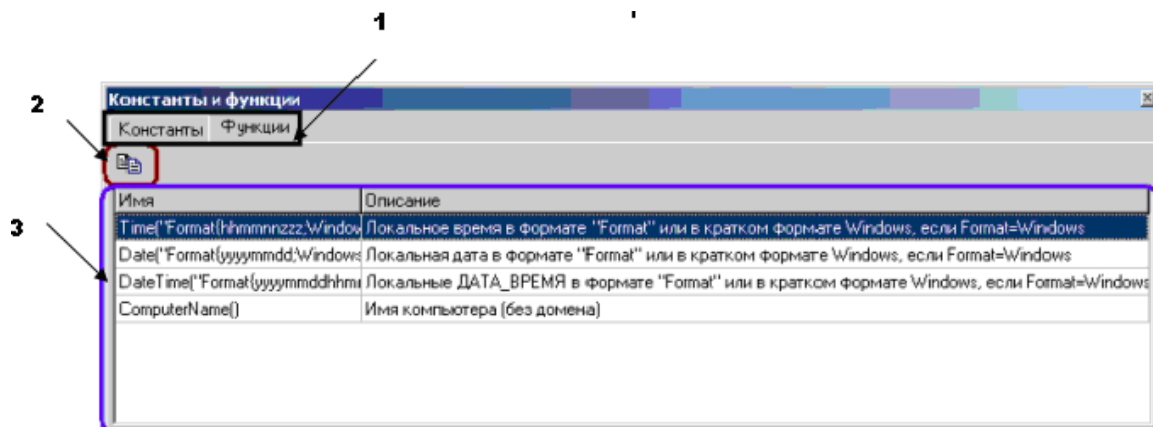 1
2
Константы и функции
Константы Функции
Имя Описание
3
Time("Format{hhmmnnzzz;Window Локальное время в формате "Format" или в кратком формате Windows, если Format=Windows
Date("Format{yyyymmdd;Windows Локальная дата в формате "Format" или в кратком формате Windows, если Format=Windows
DateTime("Format{yyyymmddhhmm Локальные ДАТА_ВРЕМЯ в формате "Format" или в кратком формате Windows, если Format=Windows
ComputerName() Имя компьютера (без домена)